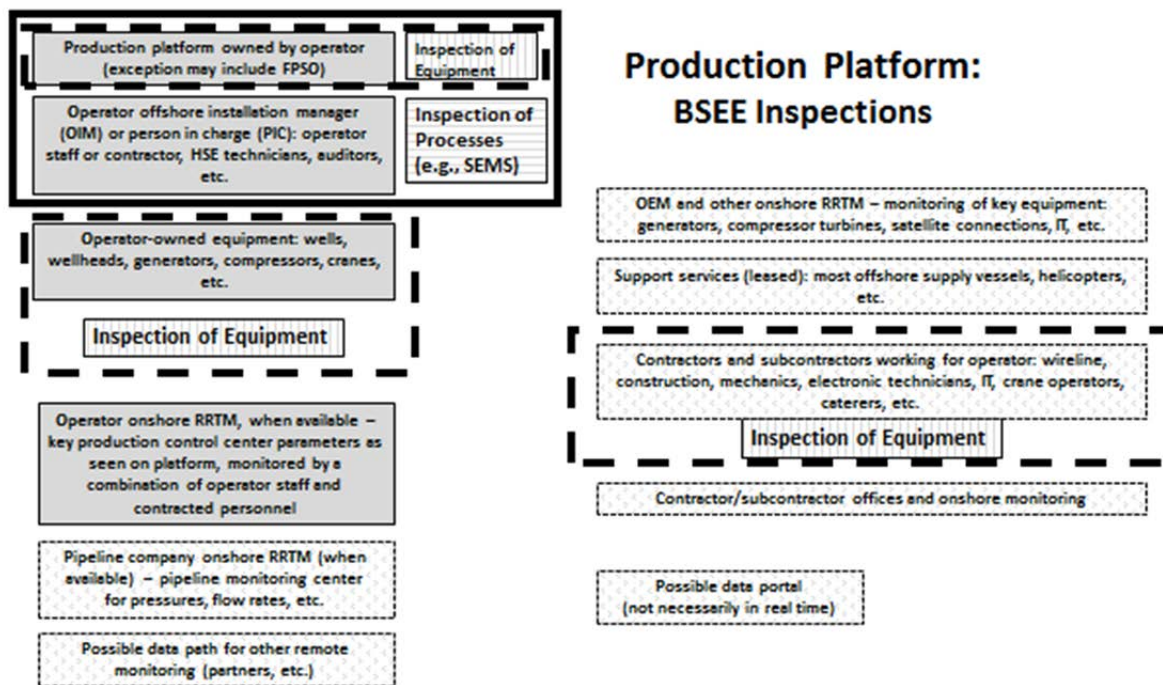 Production platform owned by operator
(exception may include FPSO)
Inspection of
Equipment
Operator offshore installation manager
(OIM) or person in charge (PIC): operator
staff or contractor, HSE technicians, auditors,
etc.
Inspection of
Processes
(e.g., SEMS)
Operator-owned equipment: wells,
wellheads, generators, compressors, cranes,
etc.
Inspection of Equipment
Operator onshore RRTM, when available –
key production control center parameters as
seen on platform, monitored by a
combination of operator staff and
contracted personnel
Pipeline company onshore RRTM (when
available) – pipeline monitoring center
for pressures, flow rates, etc.
Possible data path for other remote
monitoring (partners, etc.)
Production Platform:
BSEE Inspections
OEM and other onshore RRTM – monitoring of key equipment:
generators, compressor turbines, satellite connections, IT, etc.
Support services (leased): most offshore supply vessels, helicopters,
etc.
Contractors and subcontractors working for operator: wireline,
construction, mechanics, electronic technicians, IT, crane operators,
caterers, etc.
Inspection of Equipment
Contractor/subcontractor offices and onshore monitoring
Possible data portal
(not necessarily in real time)